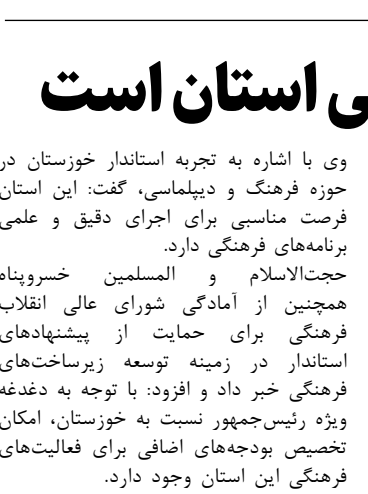 ی استان است
وی با اشاره به تجربه استاندار خوزستان در
حوزه فرهنگ و دیپلماسی، گفت: این استان
فرصت مناسبی برای اجرای دقیق و علمی
برنامه‌های فرهنگی دارد.
حجت‌الاسلام و المسلمین خسروپناه
همچنین از آمادگی شورای عالی انقلاب
فرهنگی برای حمایت از پیشنهادهای
استاندار در زمینه توسعه زیرساخت‌های
فرهنگی خبر داد و افزود: با توجه به دغدغه
ویژه رئیس‌جمهور نسبت به خوزستان، امکان
تخصیص بودجه‌های اضافی برای فعالیت‌های
فرهنگی این استان وجود دارد.